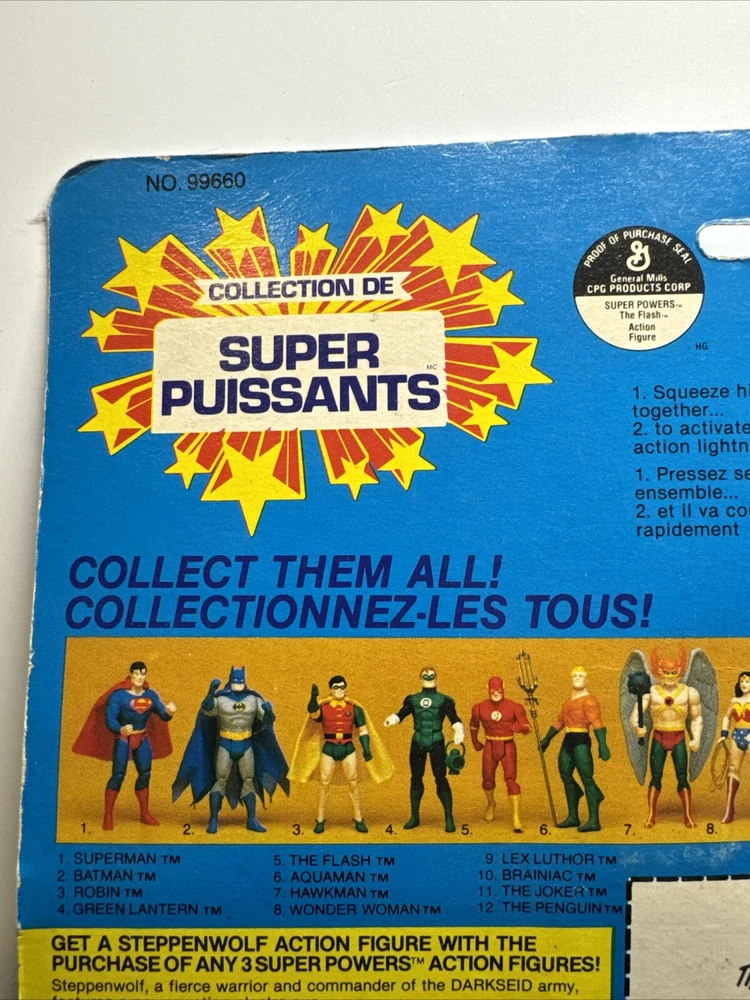 NO. 99660
COLLECTION DE
SUPER
PUISSANTS
MC
PROOF OF PURCHASE SEAL
General Mills
CPG PRODUCTS CORP
SUPER POWERS™
The Flash™
Action
Figure
HG
1. Squeeze
together...
2. to activate
action
1. Pressez
ensemble...
2. et il va
rapidement
COLLECT THEM ALL!
COLLECTIONNEZ-LES TOUS!
1. 2. 3. 4. 5. 6. 7. 8.
1. SUPERMAN TM
2. BATMAN TM
3. ROBIN TM
4. GREEN LANTERN TM
5. THE FLASH TM
6. AQUAMAN TM
7. HAWKMAN TM
8. WONDER WOMAN TM
9. LEX LUTHOR TM
10. BRAINIAC TM
11. THE JOKER TM
12. THE PENGUIN TM
GET A STEPPENWOLF ACTION FIGURE WITH THE
PURCHASE OF ANY 3 SUPER POWERS™ ACTION FIGURES!
Steppenwolf, a fierce warrior and commander of the DARKSEID army,